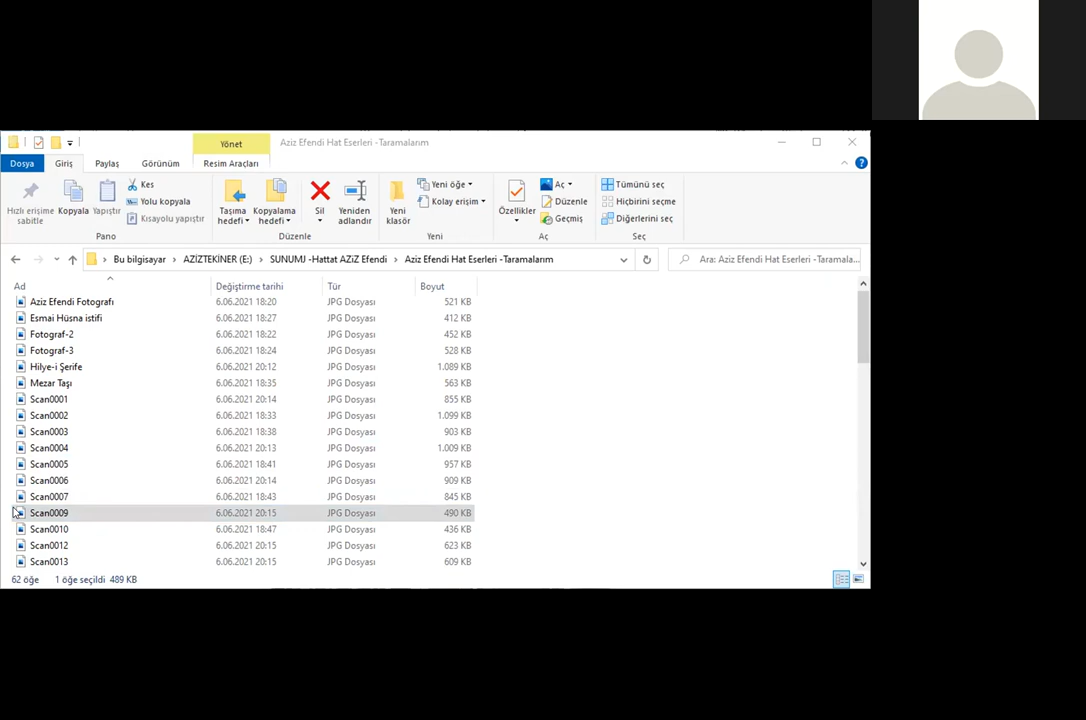 Yönet
Aziz Efendi Hat Eserleri -Taramalarım
Dosya Giriş Paylaş Görünüm Resim Araçları
Hızlı erişime sabitle
Kopyala
Yapıştır
Kes
Yolu kopyala
Kısayolu yapıştır
Pano
Taşıma hedefi
Kopyalama hedefi
Sil
Yeniden adlandır
Düzenle
Yeni klasör
Yeni öğe
Kolay erişim
Yeni
Özellikler
Aç
Düzenle
Geçmiş
Aç
Tümünü seç
Hiçbirini seçme
Diğerlerini seç
Seç
Bu bilgisayar AZİZTEKİNER (E:) SUNUMJ -Hattat AZiZ Efendi Aziz Efendi Hat Eserleri -Taramalarım
Ara: Aziz Efendi Hat Eserleri -Taramala...
Ad Değiştirme tarihi Tür Boyut
Aziz Efendi Fotografı 6.06.2021 18:20 JPG Dosyası 521 KB
Esmai Hüsna istifi 6.06.2021 18:27 JPG Dosyası 412 KB
Fotograf-2 6.06.2021 18:22 JPG Dosyası 452 KB
Fotograf-3 6.06.2021 18:24 JPG Dosyası 528 KB
Hilye-i Şerife 6.06.2021 20:12 JPG Dosyası 1.089 KB
Mezar Taşı 6.06.2021 18:35 JPG Dosyası 563 KB
Scan0001 6.06.2021 20:14 JPG Dosyası 855 KB
Scan0002 6.06.2021 18:33 JPG Dosyası 1.099 KB
Scan0003 6.06.2021 18:38 JPG Dosyası 903 KB
Scan0004 6.06.2021 20:13 JPG Dosyası 1.009 KB
Scan0005 6.06.2021 18:41 JPG Dosyası 957 KB
Scan0006 6.06.2021 20:14 JPG Dosyası 909 KB
Scan0007 6.06.2021 18:43 JPG Dosyası 845 KB
Scan0009 6.06.2021 20:15 JPG Dosyası 490 KB
Scan0010 6.06.2021 18:47 JPG Dosyası 436 KB
Scan0012 6.06.2021 20:15 JPG Dosyası 623 KB
Scan0013 6.06.2021 20:15 JPG Dosyası 609 KB
62 öğe 1 öğe seçildi 489 KB